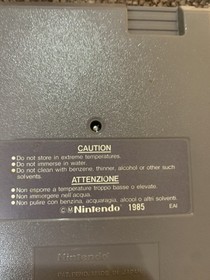 CAUTION
●Do not store in extreme temperatures.
●Do not immerse in water.
●Do not clean with benzene, thinner, alcohol or other such
solvents.
ATTENZIONE
●Non esporre a temperature troppo basse o elevate.
●Non immergere nell'acqua.
●Non pulire con benzina, acquaragia, alcool o altri solventi.
©M Nintendo 1985 EAI
Nintendo